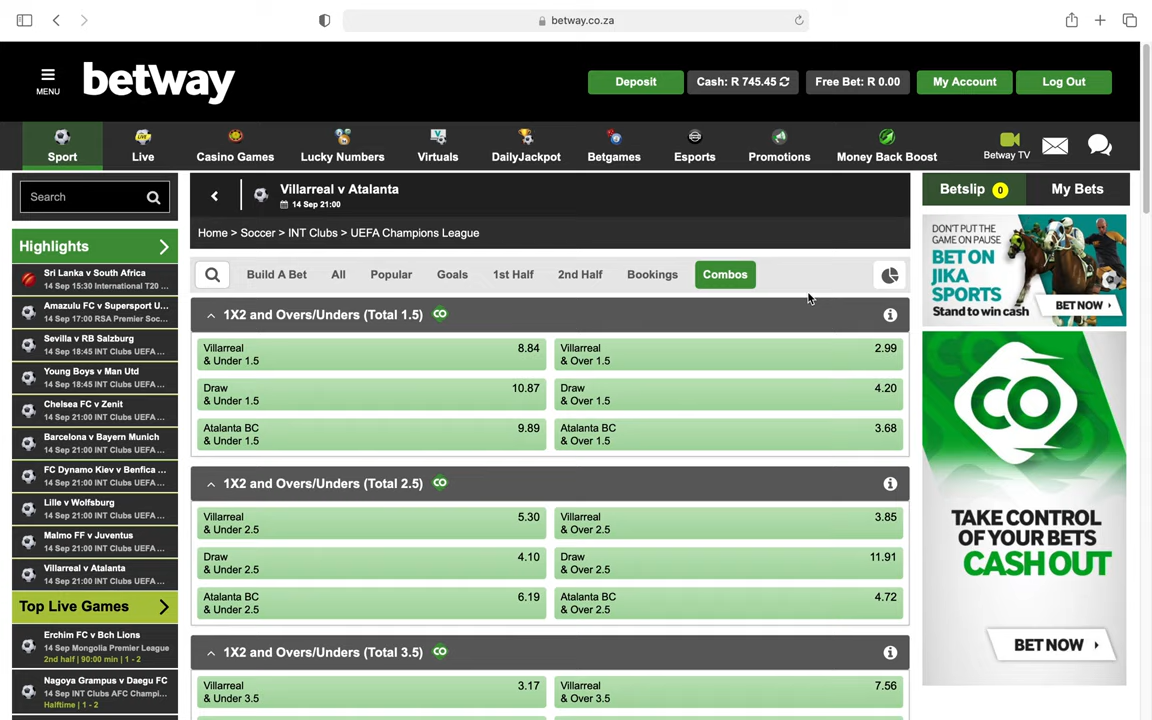 betway.co.za
MENU
betway
Deposit
Cash: R 745.45
Free Bet: R 0.00
My Account
Log Out
Sport
Live
Casino Games
Lucky Numbers
Virtuals
DailyJackpot
Betgames
Esports
Promotions
Money Back Boost
Betway TV
Search
Villarreal v Atalanta
14 Sep 21:00
Home > Soccer > INT Clubs > UEFA Champions League
Betslip 0
My Bets
Highlights
Sri Lanka v South Africa
14 Sep 15:30 International T20 ...
Amazulu FC v Supersport U...
14 Sep 17:00 RSA Premier Soc...
Sevilla v RB Salzburg
14 Sep 18:45 INT Clubs UEFA...
Young Boys v Man Utd
14 Sep 18:45 INT Clubs UEFA...
Chelsea FC v Zenit
14 Sep 21:00 INT Clubs UEFA...
Barcelona v Bayern Munich
14 Sep 21:00 INT Clubs UEFA...
FC Dynamo Kiev v Benfica ...
14 Sep 21:00 INT Clubs UEFA...
Lille v Wolfsburg
14 Sep 21:00 INT Clubs UEFA...
Malmo FF v Juventus
14 Sep 21:00 INT Clubs UEFA...
Villarreal v Atalanta
14 Sep 21:00 INT Clubs UEFA...
Top Live Games
Erchim FC v Bch Lions
14 Sep Mongolia Premier League
2nd half | 90:00 min | 1 - 2
Nagoya Grampus v Daegu FC
14 Sep INT Clubs AFC Champi...
Halftime | 1 - 2
Build A Bet
All
Popular
Goals
1st Half
2nd Half
Bookings
Combos
1X2 and Overs/Unders (Total 1.5) CO
Villarreal 8.84
& Under 1.5
Villarreal 2.99
& Over 1.5
Draw 10.87
& Under 1.5
Draw 4.20
& Over 1.5
Atalanta BC 9.89
& Under 1.5
Atalanta BC 3.68
& Over 1.5
1X2 and Overs/Unders (Total 2.5) CO
Villarreal 5.30
& Under 2.5
Villarreal 3.85
& Over 2.5
Draw 4.10
& Under 2.5
Draw 11.91
& Over 2.5
Atalanta BC 6.19
& Under 2.5
Atalanta BC 4.72
& Over 2.5
1X2 and Overs/Unders (Total 3.5) CO
Villarreal 3.17
& Under 3.5
Villarreal 7.56
& Over 3.5
DON'T PUT THE
GAME ON PAUSE
BET ON
JIKA
SPORTS
Stand to win cash
BET NOW
CO
TAKE CONTROL
OF YOUR BETS
CASH OUT
BET NOW